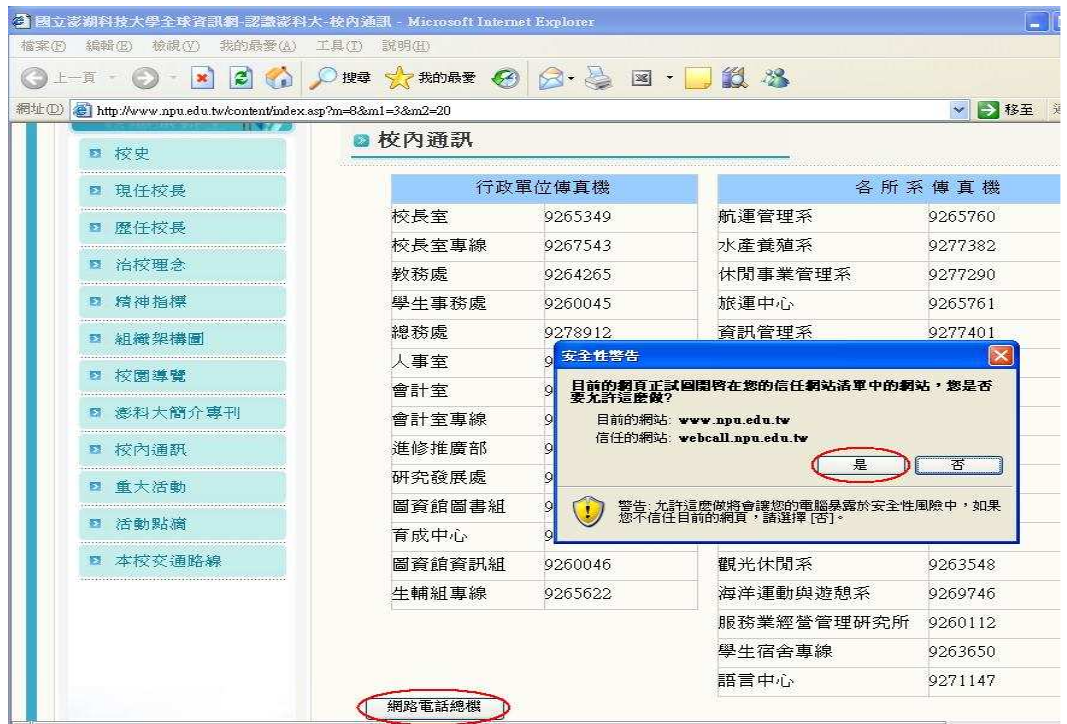 國立澎湖科技大學全球資訊網-認識澎科大-校內通訊 - Microsoft Internet Explorer
檔案(F) 編輯(E) 檢視(V) 我的最愛(A) 工具(T) 說明(H)
上一頁 搜尋 我的最愛
網址(D) http://www.npu.edu.tw/content/index.asp?m=8&m1=3&m2=20 移至
校史
現任校長
歷任校長
治校理念
精神指標
組織架構圖
校園導覽
澎科大簡介專刊
校內通訊
重大活動
活動點滴
本校交通路線
校內通訊
行政單位傳真機 各所系傳真機
校長室 9265349 航運管理系 9265760
校長室專線 9267543 水產養殖系 9277382
教務處 9264265 休閒事業管理系 9277290
學生事務處 9260045 旅運中心 9265761
總務處 9278912 資訊管理系 9277401
人事室 9
會計室 9
會計室專線 9
進修推廣部 9
研究發展處 9
圖資館圖書組 9
育成中心 9
圖資館資訊組 9260046 觀光休閒系 9263548
生輔組專線 9265622 海洋運動與遊憩系 9269746
服務業經營管理研究所 9260112
學生宿舍專線 9263650
語言中心 9271147
網路電話總機
安全性警告
目前的網頁正試圖開啓在您的信任網站清單中的網站,您是否
要允許這麼做?
目前的網站: www.npu.edu.tw
信任的網站: webcall.npu.edu.tw
是 否
警告: 允許這麼做將會讓您的電腦暴露於安全性風險中,如果
您不信任目前的網頁,請選擇 [否]。